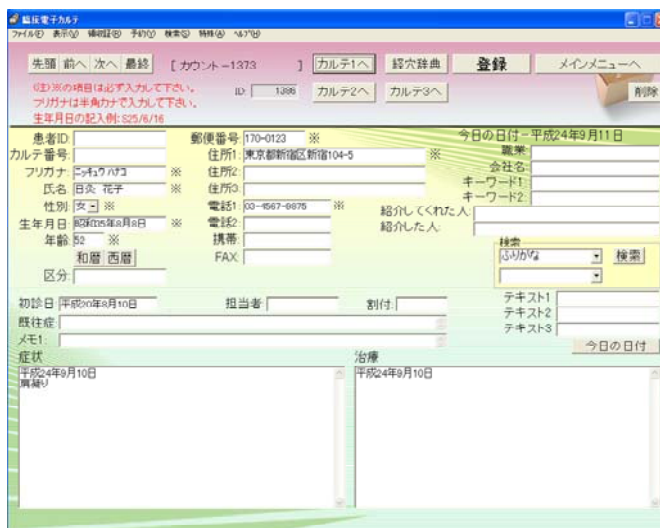 臨床電子カルテ
ファイル(F) 表示(V) 領収証(R) 予約(Y) 検索(S) 特殊(A) ヘルプ(H)
先頭 前へ 次へ 最終 [カウント-1373 ] カルテ1へ 経穴辞典 登録 メインメニューへ
(注)※の項目は必ず入力して下さい。 ID: 1386 カルテ2へ カルテ3へ 削除
フリガナは半角カナで入力して下さい。
生年月日の記入例:S25/6/16
患者ID: 郵便番号: 170-0123 ※ 今日の日付-平成24年9月11日
カルテ番号: 住所1: 東京都新宿区新宿104-5 ※ 職業:
フリガナ: ニッキュウ ハナコ ※ 住所2: 会社名:
氏名: 日灸 花子 ※ 住所3: キーワード1:
性別: 女 ※ 電話1: 03-4567-9875 ※ キーワード2:
生年月日: 昭和35年8月8日 ※ 電話2: 紹介してくれた人:
年齢: 52 ※ 携帯: 紹介した人:
和暦 西暦 FAX: 検索
区分: ふりがな 検索
初診日: 平成20年8月10日 担当者: 割付: テキスト1
既往症: テキスト2
メモ1: テキスト3
今日の日付
症状 治療
平成24年9月10日 平成24年9月10日
肩凝り